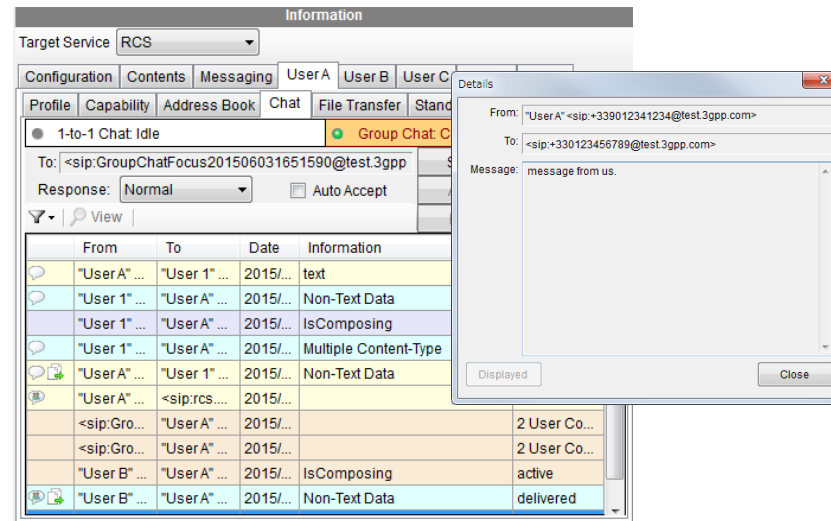 Information
Target Service RCS
Configuration Contents Messaging User A User B User C
Profile Capability Address Book Chat File Transfer Stand
1-to-1 Chat: Idle Group Chat: C
To: <sip:GroupChatFocus201506031651590@test.3gpp
Response: Normal Auto Accept
View
From To Date Information
"User A" ... "User 1" ... 2015/... text
"User 1" ... "User A" ... 2015/... Non-Text Data
"User 1" ... "User A" ... 2015/... IsComposing
"User 1" ... "User A" ... 2015/... Multiple Content-Type
"User A" ... "User 1" ... 2015/... Non-Text Data
"User A" ... <sip:rcs.... 2015/...
<sip:Gro... "User A" ... 2015/... 2 User Co...
<sip:Gro... "User A" ... 2015/... 2 User Co...
"User B" ... "User A" ... 2015/... IsComposing active
"User B" ... "User A" ... 2015/... Non-Text Data delivered
Details
From: "User A" <sip:+339012341234@test.3gpp.com>
To: <sip:+330123456789@test.3gpp.com>
Message: message from us.
Displayed Close